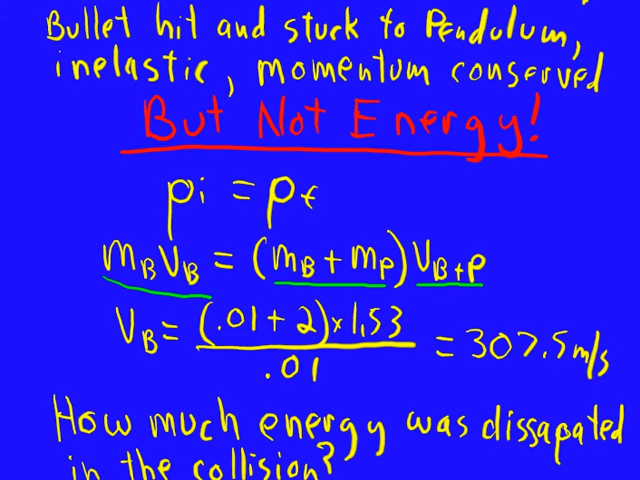 Bullet hit and stuck to Pendulum,
inelastic, momentum conserved
But Not Energy!
pi = pf
mBVB = (mB + mp) VB+p
VB = (.01 + 2) × 1.53 / .01 = 307.5 m/s
How much energy was dissapated
in the collision?